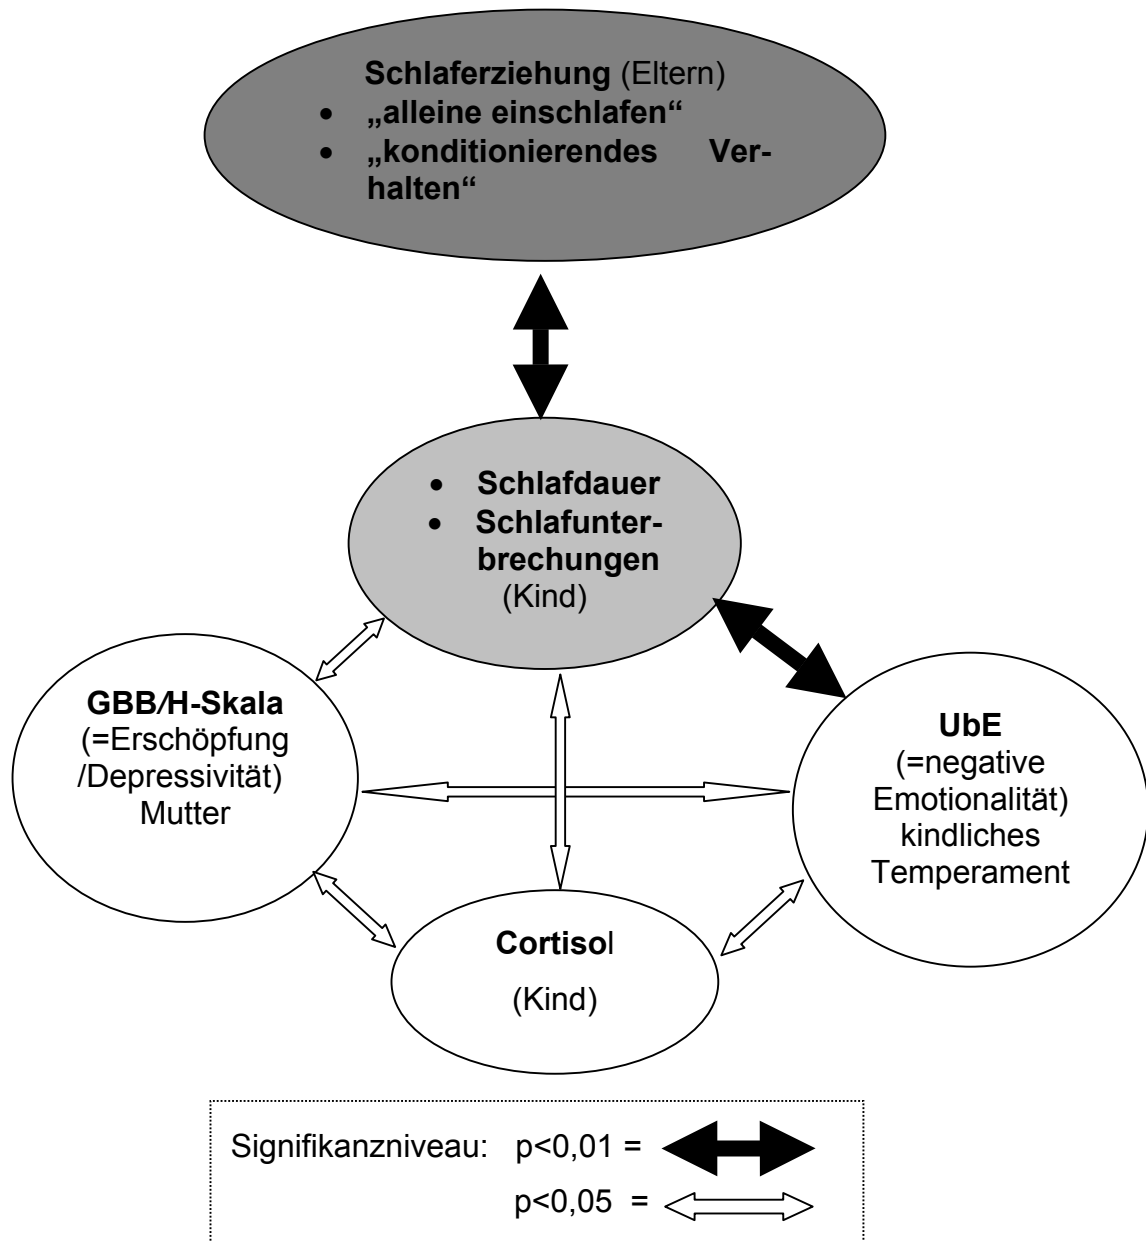 Schlaferziehung (Eltern)
• „alleine einschlafen“
• „konditionierendes Ver-
halten“
• Schlafdauer
• Schlafunter-
brechungen
(Kind)
GBB/H-Skala
(=Erschöpfung
/Depressivität)
Mutter
UbE
(=negative
Emotionalität)
kindliches
Temperament
Cortisol
(Kind)
Signifikanzniveau: p<0,01 =
p<0,05 =